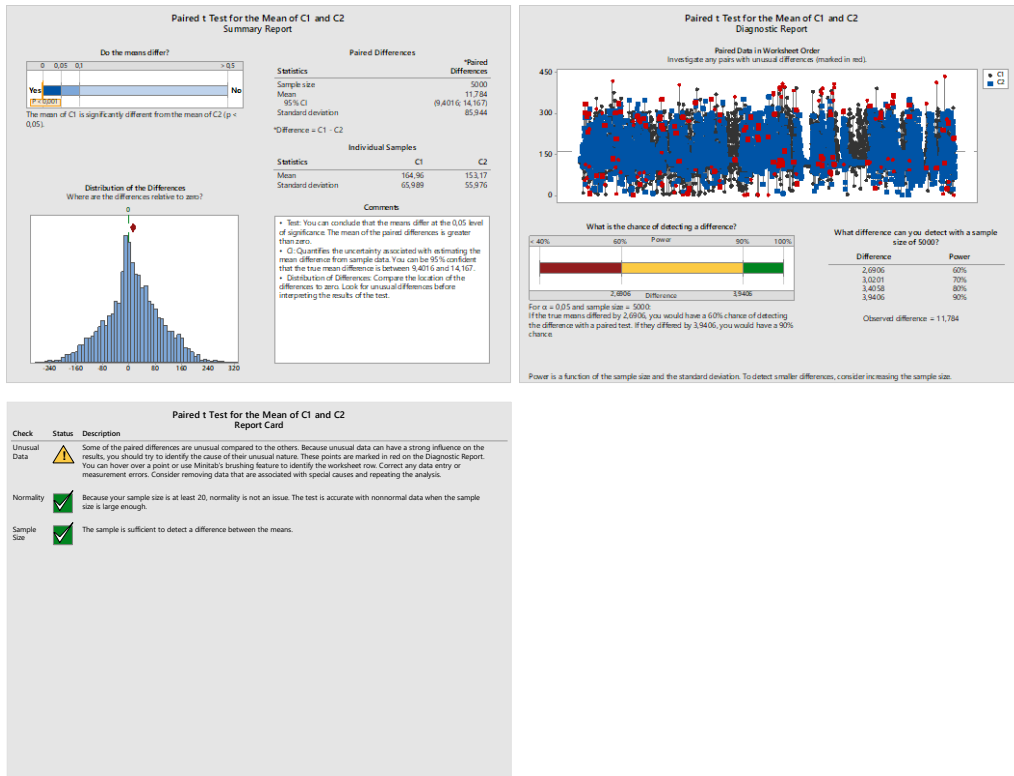 Paired t Test for the Mean of C1 and C2
Summary Report
Do the means differ?
0 0,05 0,1 > 0,5
Yes No
P < 0,001
The mean of C1 is significantly different from the mean of C2 (p <
0,05).
Paired Differences
*Paired
Statistics Differences
Sample size 5000
Mean 11,784
95% CI (9,4016; 14,167)
Standard deviation 85,944
*Difference = C1 - C2
Individual Samples
Statistics C1 C2
Mean 164,96 153,17
Standard deviation 65,989 55,976
Distribution of the Differences
Where are the differences relative to zero?
0
-240 -160 -80 0 80 160 240 320
Comments
• Test: You can conclude that the means differ at the 0,05 level
of significance. The mean of the paired differences is greater
than zero.
• CI: Quantifies the uncertainty associated with estimating the
mean difference from sample data. You can be 95% confident
that the true mean difference is between 9,4016 and 14,167.
• Distribution of Differences: Compare the location of the
differences to zero. Look for unusual differences before
interpreting the results of the test.
Paired t Test for the Mean of C1 and C2
Diagnostic Report
Paired Data in Worksheet Order
Investigate any pairs with unusual differences (marked in red).
450
300
150
0
C1
C2
What is the chance of detecting a difference?
< 40% 60% Power 90% 100%
2,6906 Difference 3,9406
For α = 0,05 and sample size = 5000:
If the true means differed by 2,6906, you would have a 60% chance of detecting
the difference with a paired test. If they differed by 3,9406, you would have a 90%
chance.
What difference can you detect with a sample
size of 5000?
Difference Power
2,6906 60%
3,0201 70%
3,4058 80%
3,9406 90%
Observed difference = 11,784
Power is a function of the sample size and the standard deviation. To detect smaller differences, consider increasing the sample size.
Paired t Test for the Mean of C1 and C2
Report Card
Check Status Description
Unusual
Data
Some of the paired differences are unusual compared to the others. Because unusual data can have a strong influence on the
results, you should try to identify the cause of their unusual nature. These points are marked in red on the Diagnostic Report.
You can hover over a point or use Minitab's brushing feature to identify the worksheet row. Correct any data entry or
measurement errors. Consider removing data that are associated with special causes and repeating the analysis.
Normality
Because your sample size is at least 20, normality is not an issue. The test is accurate with nonnormal data when the sample
size is large enough.
Sample
Size
The sample is sufficient to detect a difference between the means.